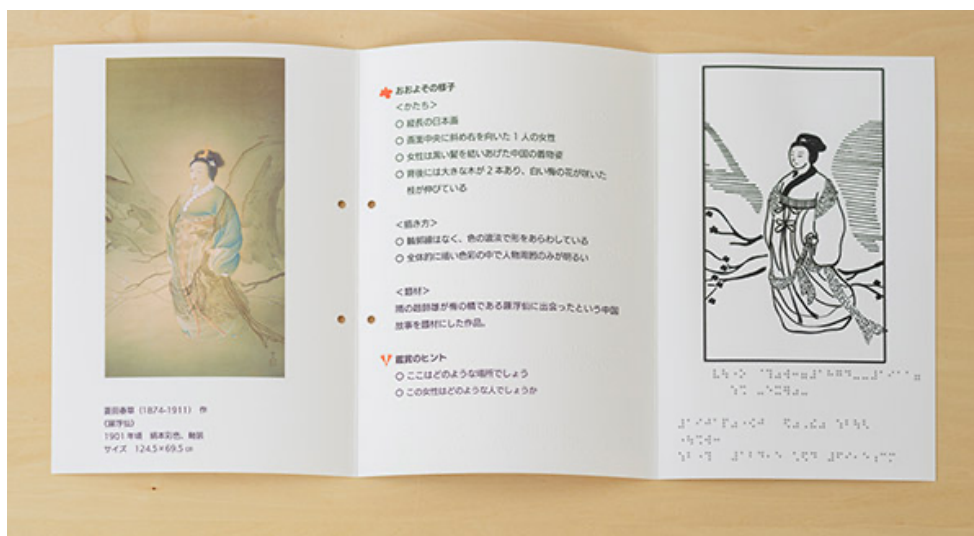 菱田春草（1874-1911） 作
《羅浮仙》
1901年頃　絹本彩色、軸装
サイズ　124.5×69.5㎝
おおよその様子
＜かたち＞
○ 縦長の日本画
○ 画面中央に斜め右を向いた１人の女性
○ 女性は黒い髪を結いあげた中国の着物姿
○ 背後には大きな木が２本あり、白い梅の花が咲いた
枝が伸びている
＜描き方＞
○ 輪郭線はなく、色の濃淡で形をあらわしている
○ 全体的に暗い色彩の中で人物周囲のみが明るい
＜題材＞
隋の趙師雄が梅の精である羅浮仙に出会ったという中国
故事を題材にした作品。
鑑賞のヒント
○ ここはどのような場所でしょう
○ この女性はどのような人でしょうか